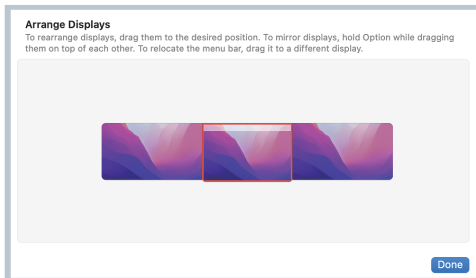 Arrange Displays
To rearrange displays, drag them to the desired position. To mirror displays, hold Option while dragging
them on top of each other. To relocate the menu bar, drag it to a different display.
Done